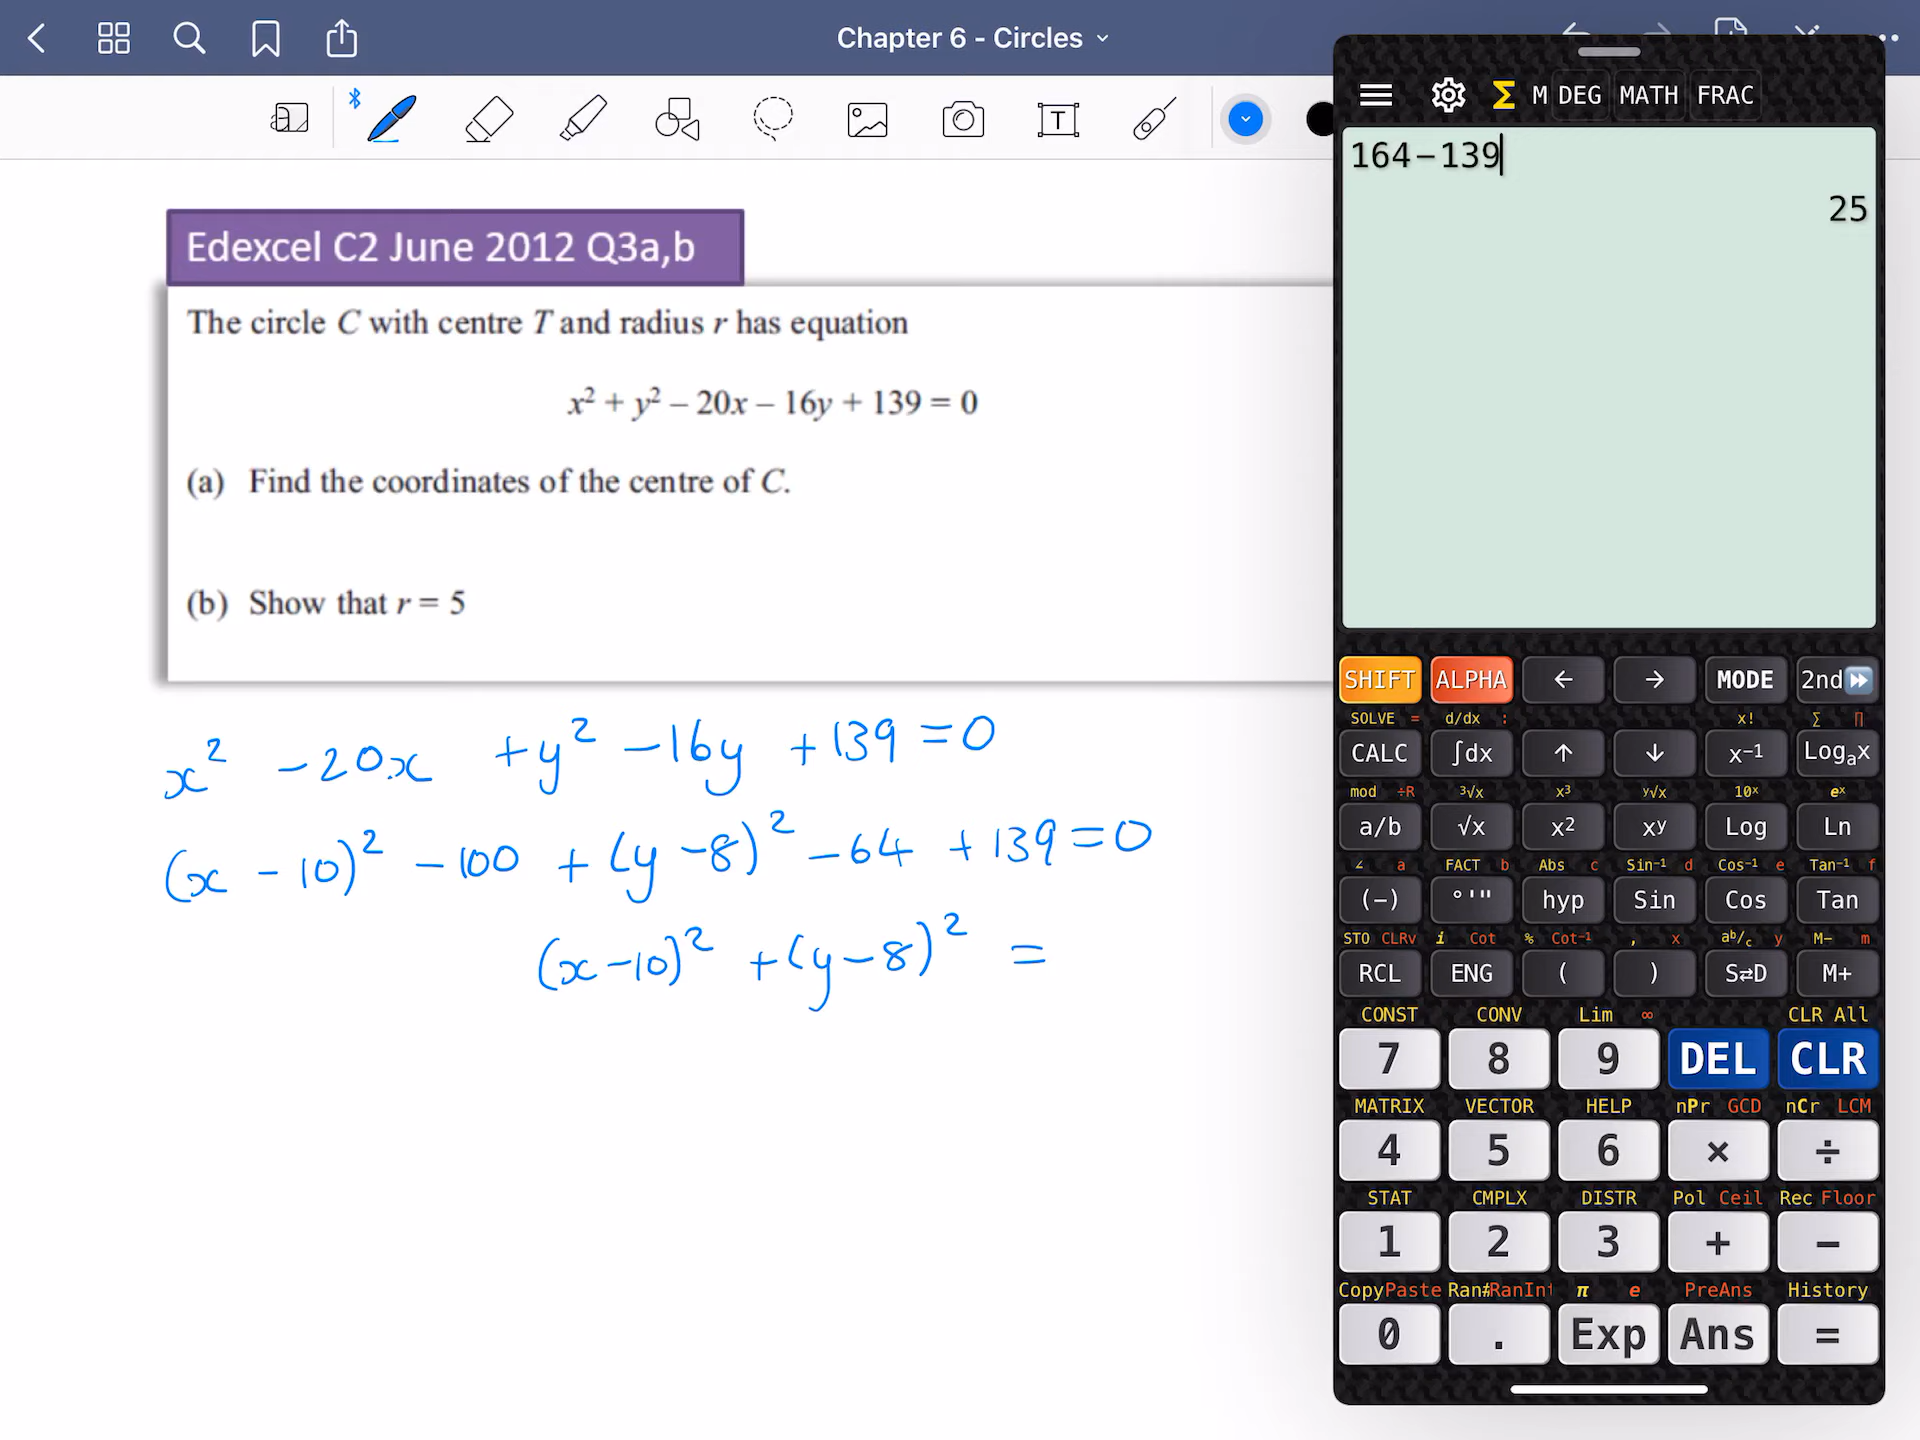 Chapter 6 - Circles
a
T
Edexcel C2 June 2012 Q3a,b
The circle C with centre T and radius r has equation
x² + y² – 20x – 16y + 139 = 0
(a) Find the coordinates of the centre of C.
(b) Show that r = 5
x² -20x +y² -16y +139 = 0
(x -10)² -100 +(y -8)² -64 +139 = 0
(x-10)² +(y-8)² =
Σ M DEG MATH FRAC
164-139
25
SHIFT ALPHA ← → MODE 2nd
SOLVE = d/dx : x! Σ ∏
CALC ∫dx ↑ ↓ x⁻¹ Logₐx
mod ÷R ³√x x³ ʸ√x 10ˣ eˣ
a/b √x x² xʸ Log Ln
∠ a FACT b Abs c Sin⁻¹ d Cos⁻¹ e Tan⁻¹ f
(−) °'" hyp Sin Cos Tan
STO CLRv i Cot % Cot⁻¹ , x aᵇ/c y M− m
RCL ENG ( ) S⇄D M+
CONST CONV Lim ∞ CLR All
7 8 9 DEL CLR
MATRIX VECTOR HELP nPr GCD nCr LCM
4 5 6 × ÷
STAT CMPLX DISTR Pol Ceil Rec Floor
1 2 3 + −
Copy Paste Ran# RanInt π e PreAns History
0 . Exp Ans =